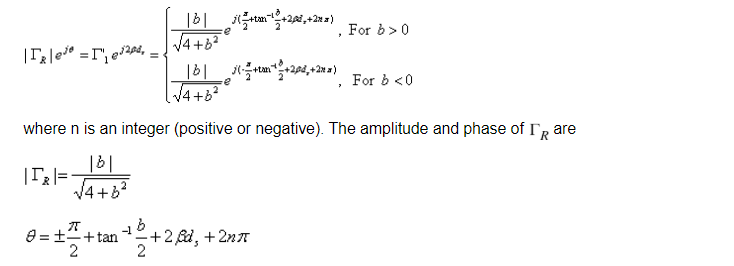 |Γ_R|e^{jθ} = Γ'_1 e^{j2βd_s} = { |b|/√(4+b²) e^{j(π/2+tan⁻¹ b/2+2βd_s+2nπ)}, For b > 0
|b|/√(4+b²) e^{j(-π/2+tan⁻¹ b/2+2βd_s+2nπ)}, For b < 0
where n is an integer (positive or negative). The amplitude and phase of Γ_R are
|Γ_R| = |b|/√(4+b²)
θ = ±π/2 + tan⁻¹ b/2 + 2βd_s + 2nπ